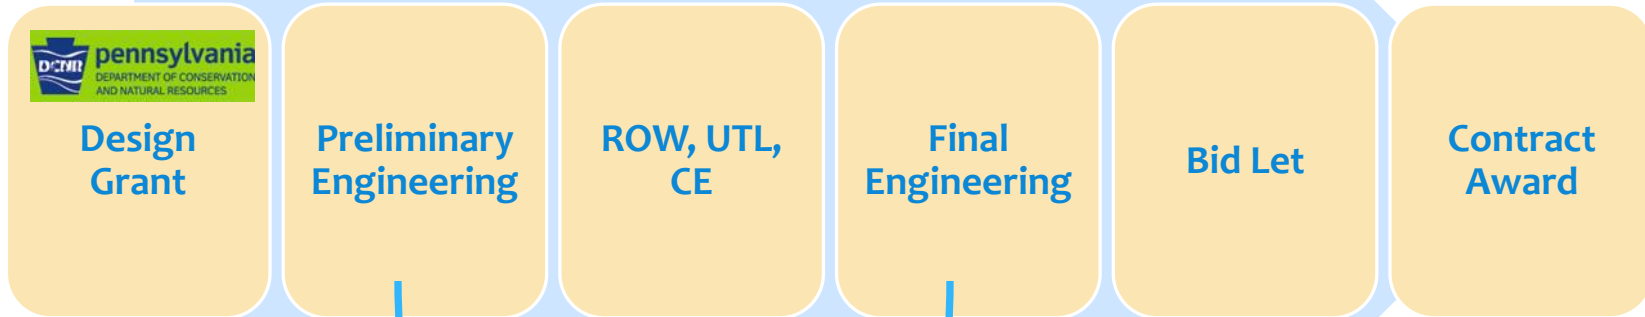 DCNR
pennsylvania
DEPARTMENT OF CONSERVATION
AND NATURAL RESOURCES
Design
Grant
Preliminary
Engineering
ROW, UTL,
CE
Final
Engineering
Bid Let
Contract
Award